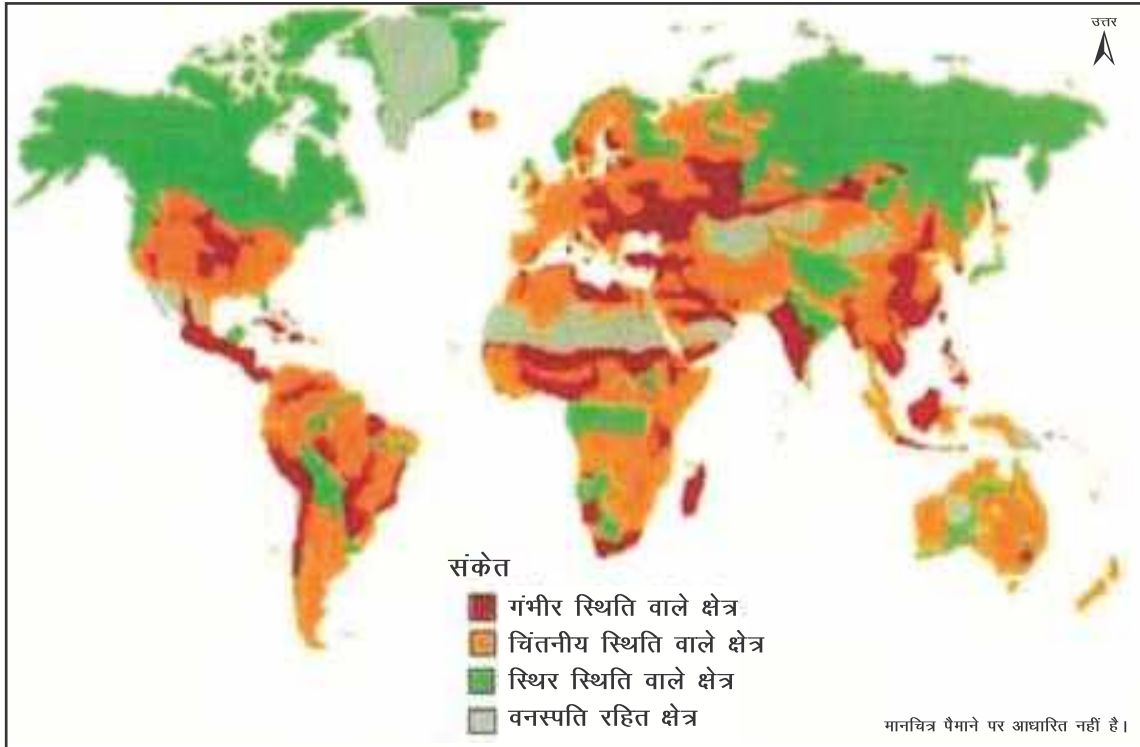 उत्तर
संकेत
गंभीर स्थिति वाले क्षेत्र
चिंतनीय स्थिति वाले क्षेत्र
स्थिर स्थिति वाले क्षेत्र
वनस्पति रहित क्षेत्र
मानचित्र पैमाने पर आधारित नहीं है।